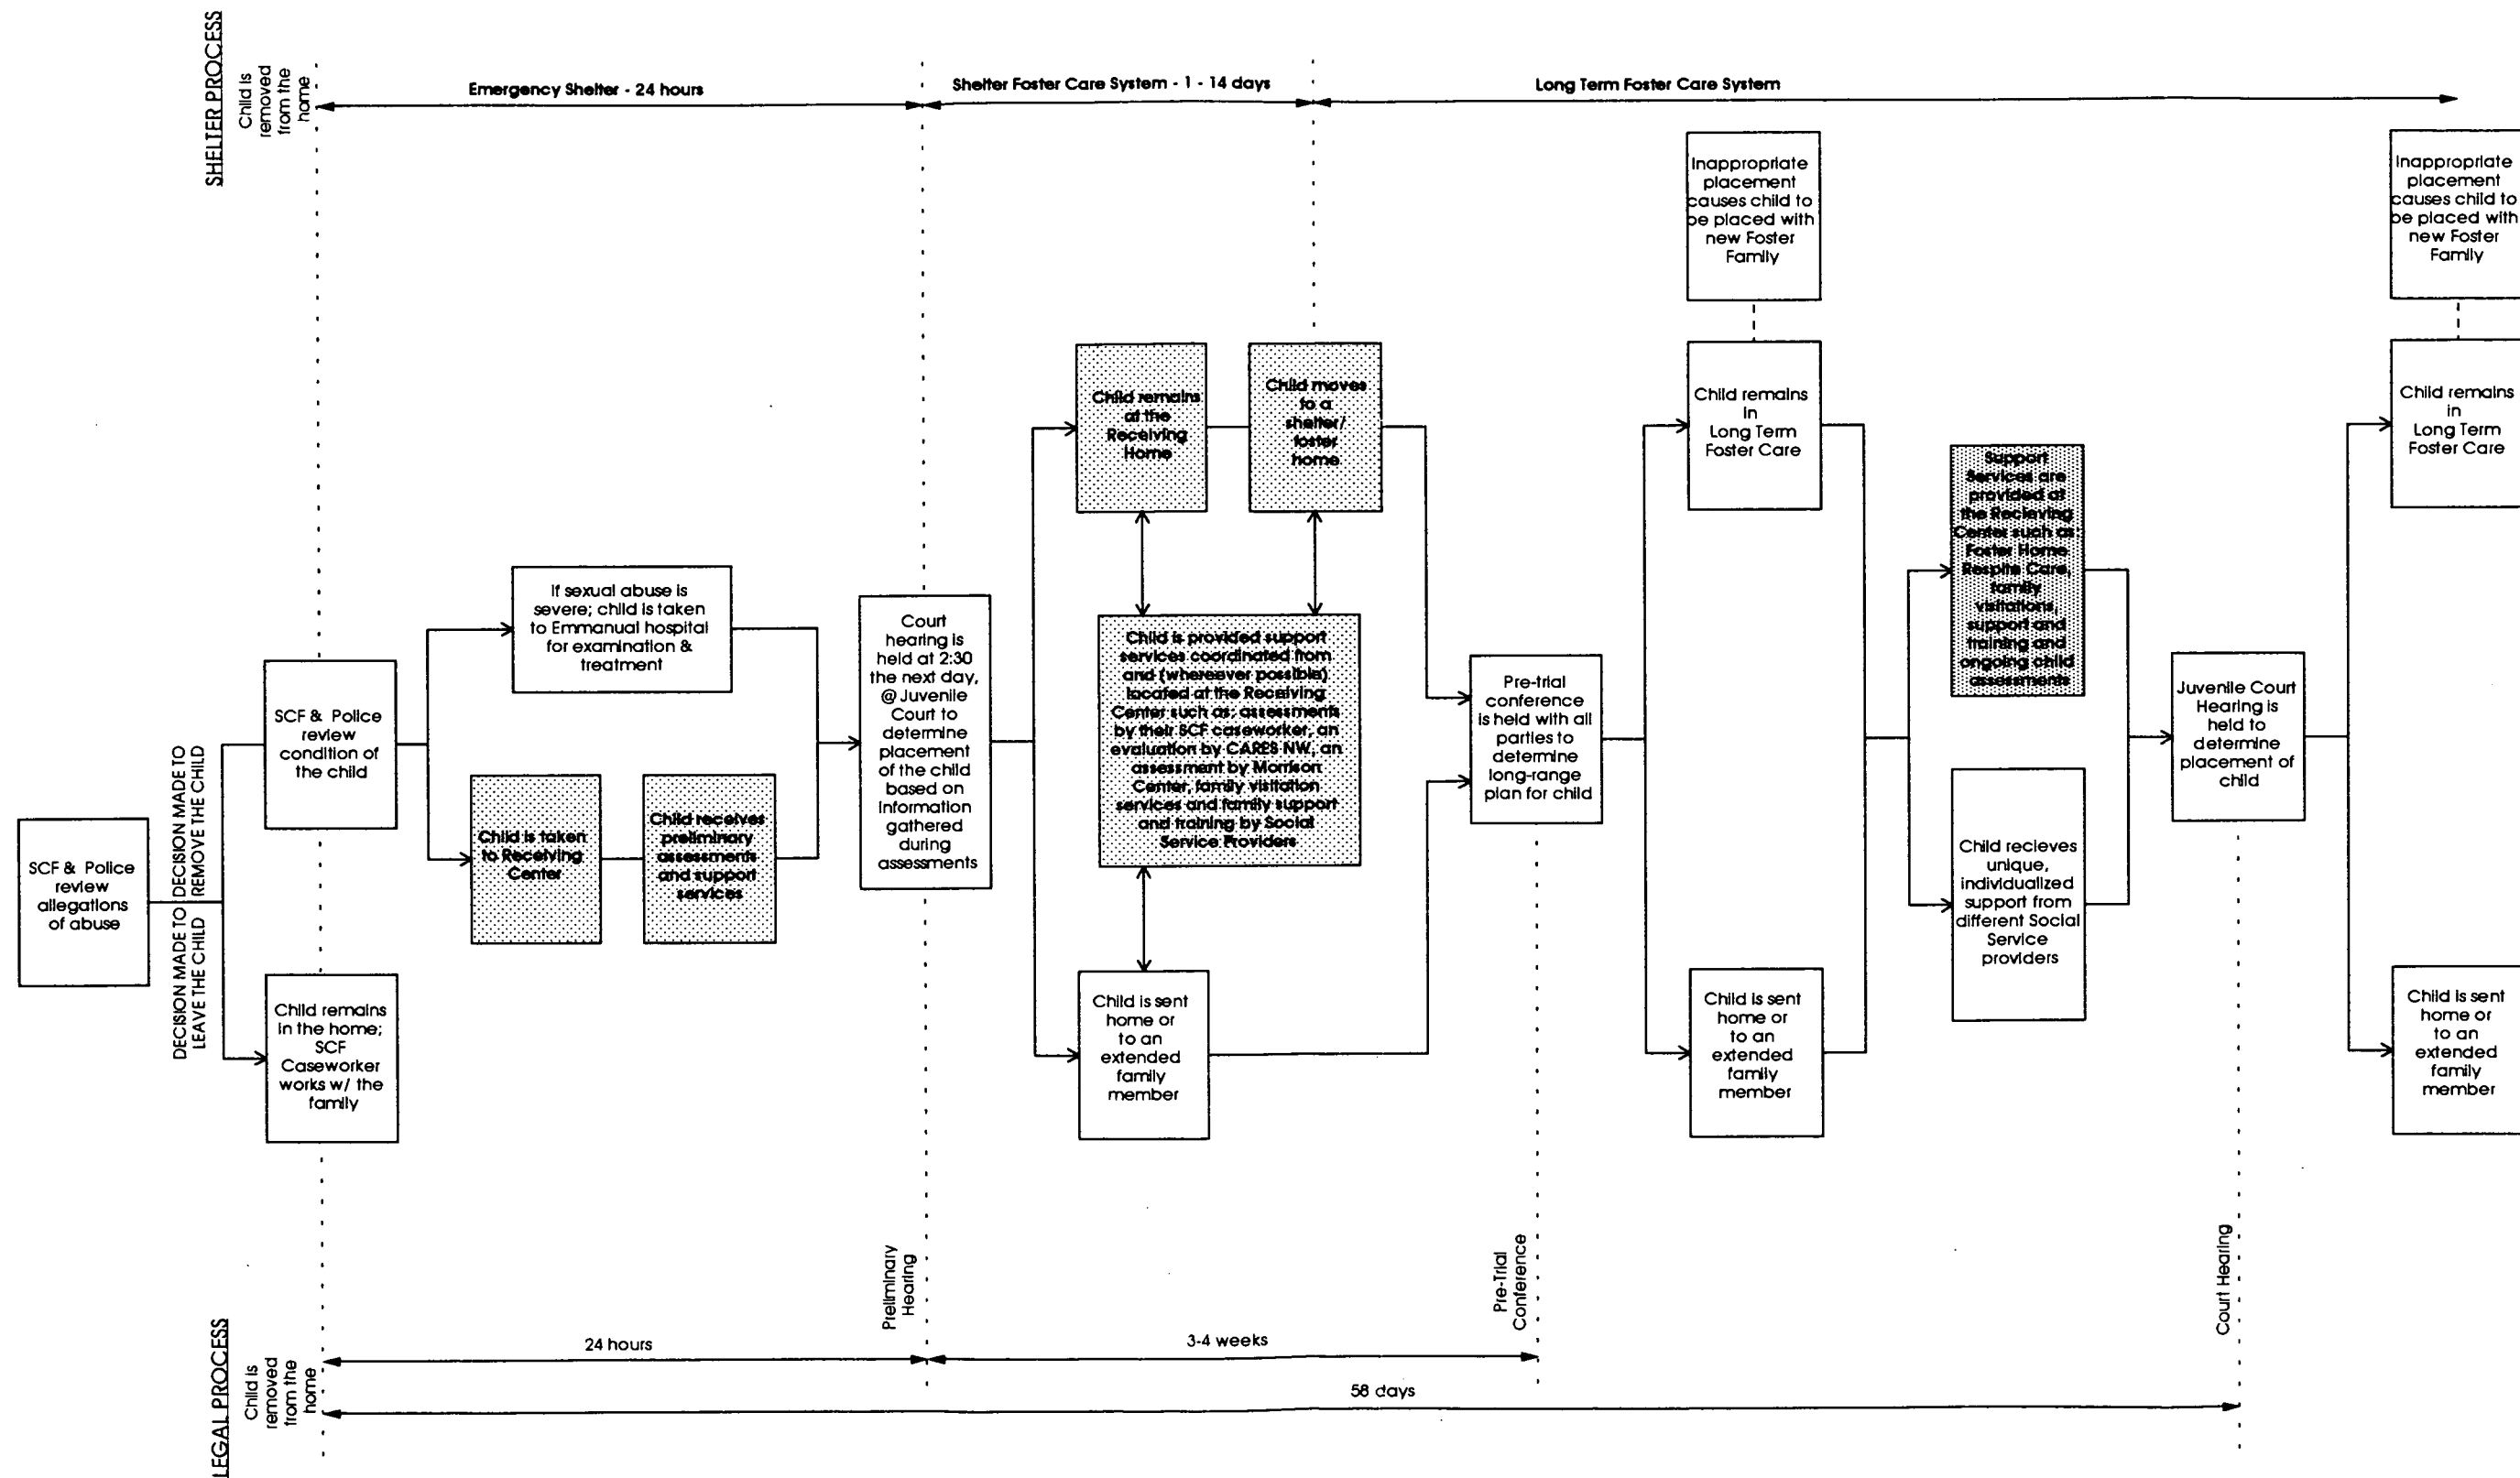 SHELTER PROCESS
Child is
removed
from the
home
Emergency Shelter - 24 hours
Shelter Foster Care System - 1 - 14 days
Long Term Foster Care System
SCF & Police
review
allegations
of abuse
DECISION MADE TO
REMOVE THE CHILD
DECISION MADE TO
LEAVE THE CHILD
SCF & Police
review
condition of
the child
Child remains
in the home;
SCF
Caseworker
works w/ the
family
If sexual abuse is
severe; child is taken
to Emmanual hospital
for examination &
treatment
Child is taken
to Receiving
Center
Child receives
preliminary
assessments
and support
services
Court
hearing is
held at 2:30
the next day,
@ Juvenile
Court to
determine
placement
of the child
based on
information
gathered
during
assessments
Child remains
at the
Receiving
Home
Child moves
to a
shelter/
foster
home
Child is provided support
services coordinated from
and (whereever possible)
located at the Receiving
Center such as; assessments
by their SCF caseworker, an
evaluation by CARES NW, an
assessment by Morrison
Center, family visitation
services and family support
and training by Social
Service Providers
Child is sent
home or
to an
extended
family
member
Pre-trial
conference
is held with all
parties to
determine
long-range
plan for child
Inappropriate
placement
causes child to
be placed with
new Foster
Family
Child remains
in
Long Term
Foster Care
Child is sent
home or
to an
extended
family
member
Support
Services are
provided at
the Recieving
Center such as
Foster Home
Respite Care,
family
visitations,
support and
training and
ongoing child
assessments
Child recieves
unique,
individualized
support from
different Social
Service
providers
Juvenile Court
Hearing is
held to
determine
placement of
child
Inappropriate
placement
causes child to
be placed with
new Foster
Family
Child remains
in
Long Term
Foster Care
Child is sent
home or
to an
extended
family
member
Preliminary
Hearing
Pre-Trial
Conference
Court Hearing
LEGAL PROCESS
Child is
removed
from the
home
24 hours
3-4 weeks
58 days